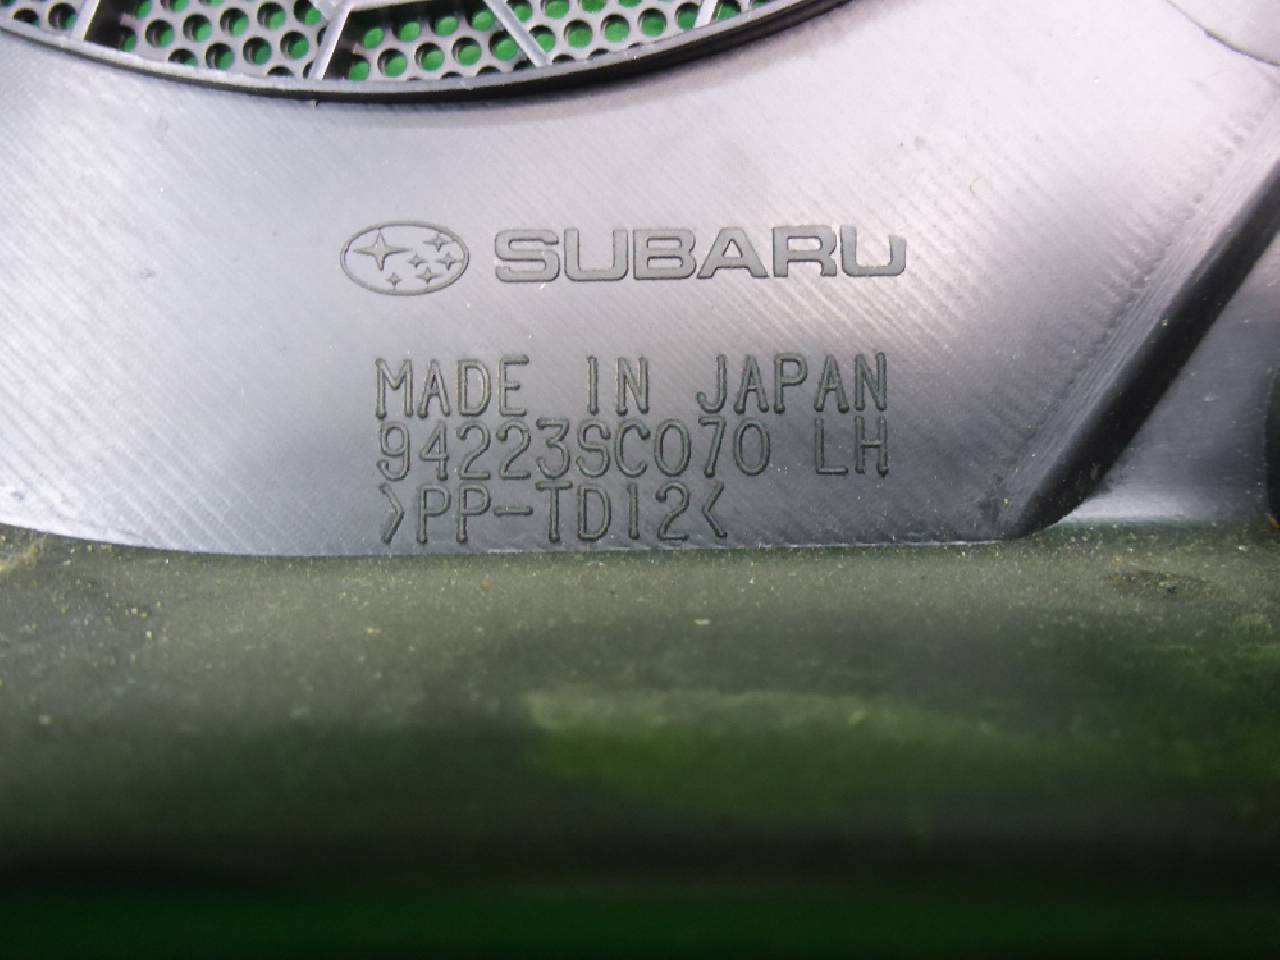 SUBARU
MADE IN JAPAN
94223SC070 LH
>PP-TD12<